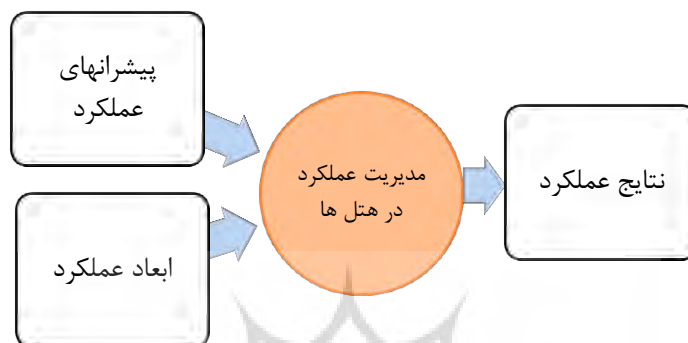 پیشرانهای
عملکرد
مدیریت عملکرد
در هتل ها
نتایج عملکرد
ابعاد عملکرد